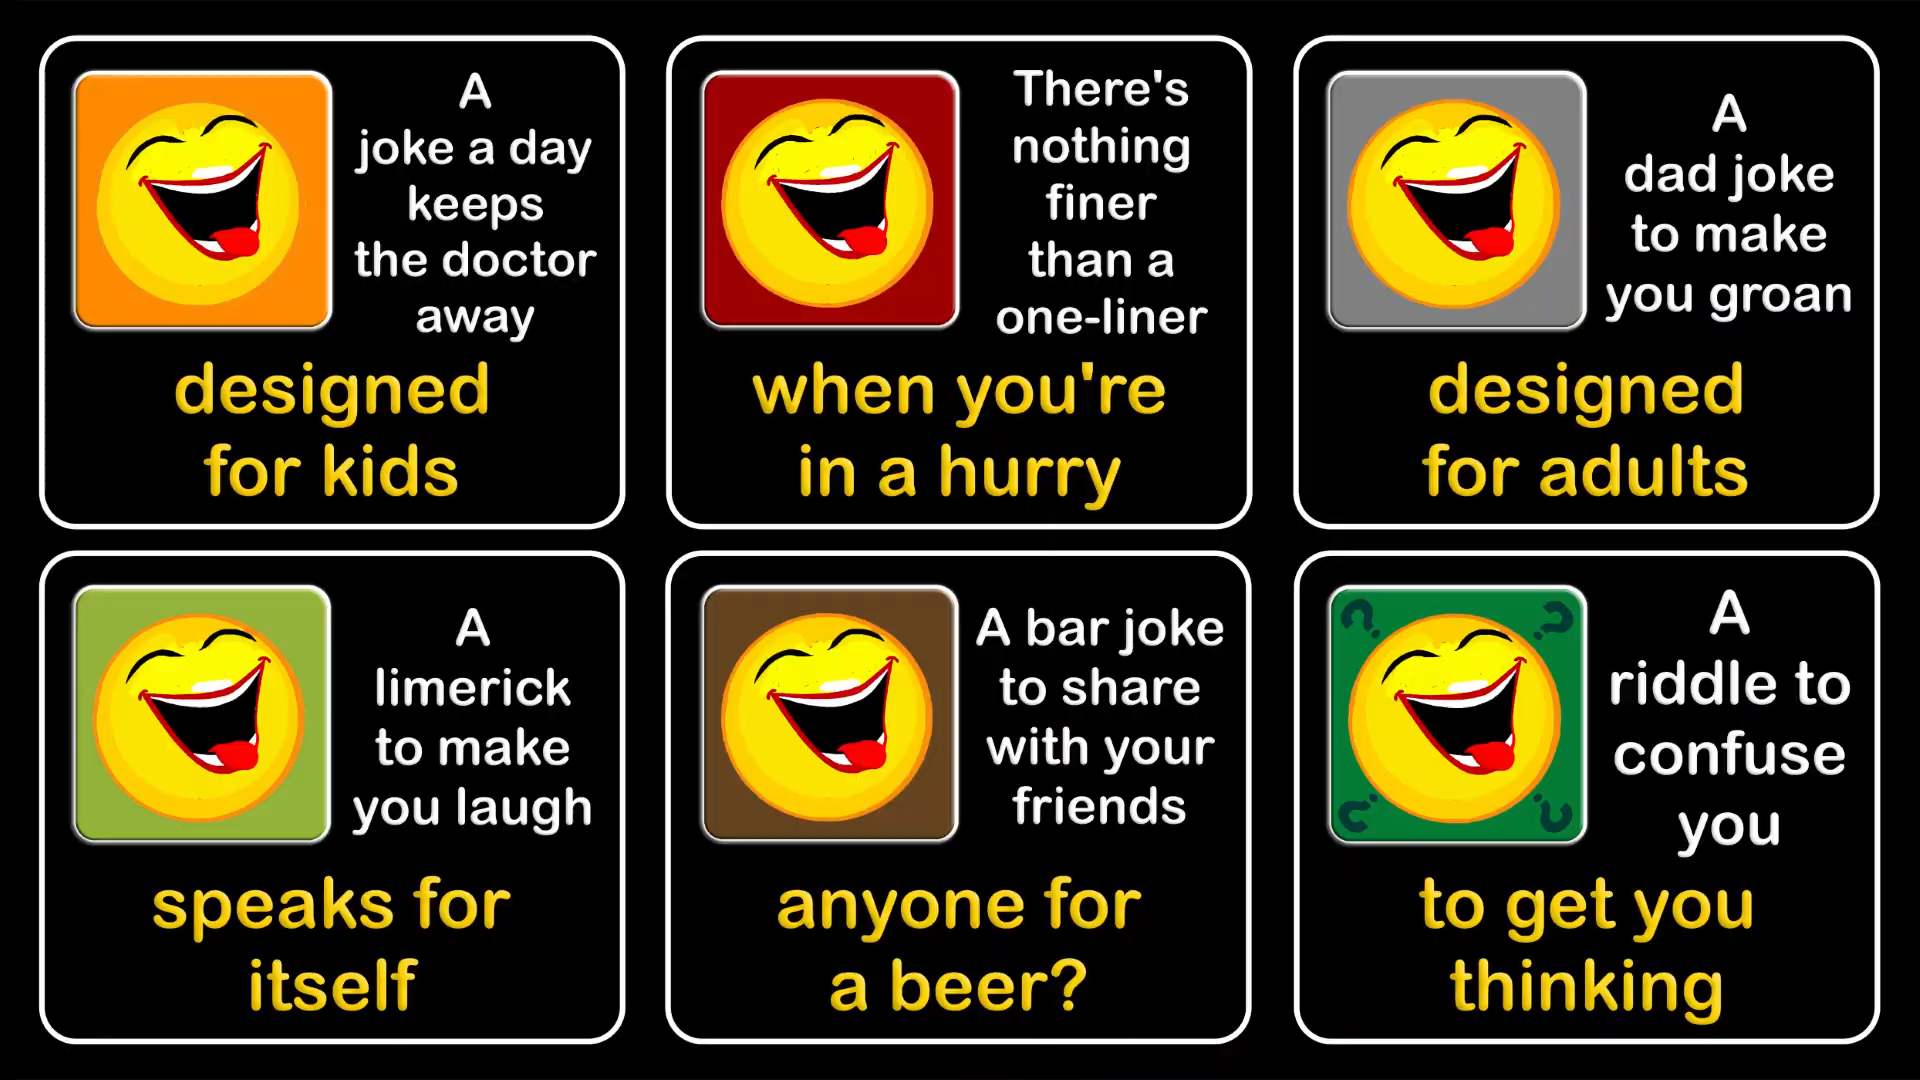 A
joke a day
keeps
the doctor
away
designed
for kids
There's
nothing
finer
than a
one-liner
when you're
in a hurry
A
dad joke
to make
you groan
designed
for adults
A
limerick
to make
you laugh
speaks for
itself
A bar joke
to share
with your
friends
anyone for
a beer?
? ?
? ?
A
riddle to
confuse
you
to get you
thinking